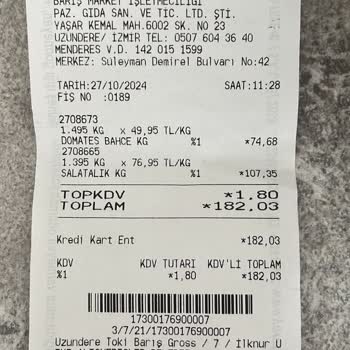 BARIŞ MARKET İŞLETMECİLİĞİ
PAZ. GIDA SAN. VE TİC. LTD. ŞTİ.
YAŞAR KEMAL MAH.6002 SK. NO 23
UZUNDERE/ İZMIR TEL: 0507 604 36 40
MENDERES V.D. 142 015 1599
MERKEZ: Süleyman Demirel Bulvarı No:42
TARİH:27/10/2024 SAAT:11:28
FİŞ NO :0189
2708673
1.495 KG x 49,95 TL/KG
DOMATES BAHCE KG %1 *74,68
2708665
1.395 KG x 76,95 TL/KG
SALATALIK KG %1 *107,35
TOPKDV *1,80
TOPLAM *182,03
Kredi Kart Ent *182,03
KDV KDV TUTARI KDV'Lİ TOPLAM
%1 *1,80 *182,03
17300176900007
3/7/21/17300176900007
Uzundere Toki Barış Gross / 7 / İlknur U